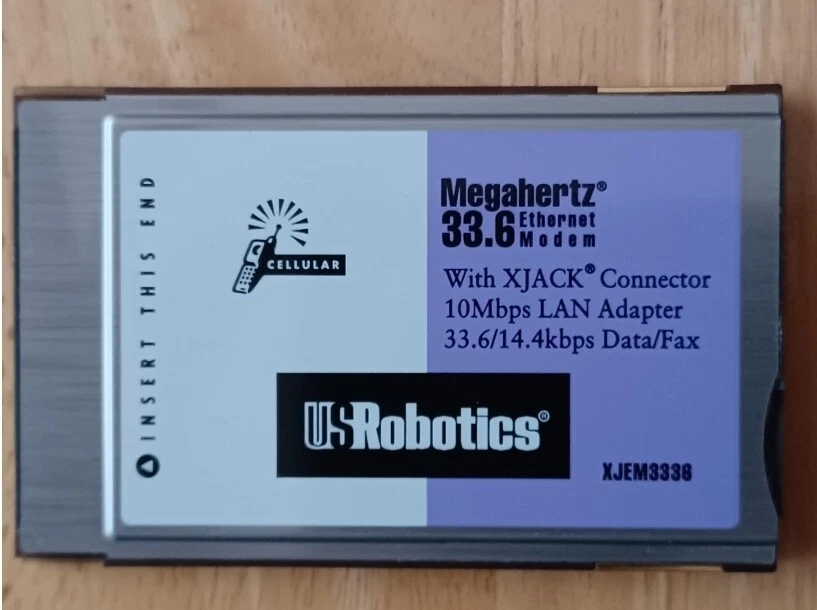 INSERT THIS END
CELLULAR
Megahertz®
33.6 Ethernet
Modem
With XJACK® Connector
10Mbps LAN Adapter
33.6/14.4kbps Data/Fax
USRobotics®
XJEM3336